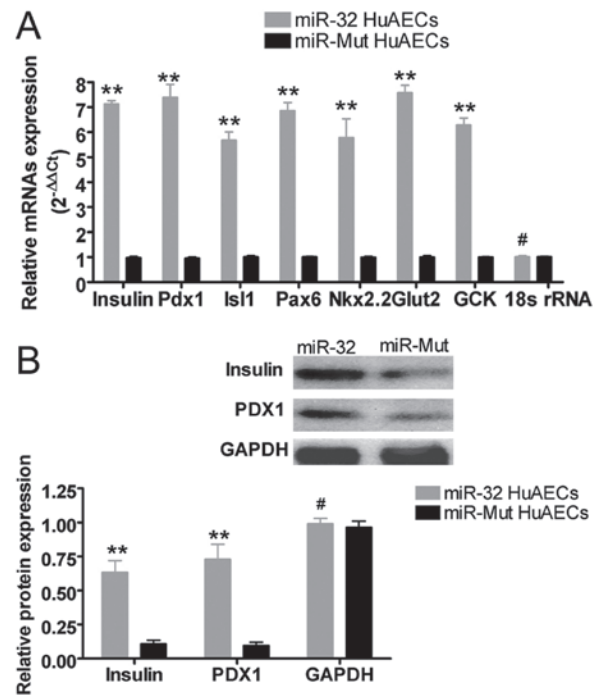 A
miR-32 HuAECs
miR-Mut HuAECs
Relative mRNAs expression
(2-ΔΔCt)
8
7
6
5
4
3
2
1
0
** ** ** ** ** ** ** #
Insulin Pdx1 Isl1 Pax6 Nkx2.2 Glut2 GCK 18s rRNA
B
miR-32 miR-Mut
Insulin
PDX1
GAPDH
miR-32 HuAECs
miR-Mut HuAECs
Relative protein expression
1.25
1.00
0.75
0.50
0.25
0.00
** ** #
Insulin PDX1 GAPDH